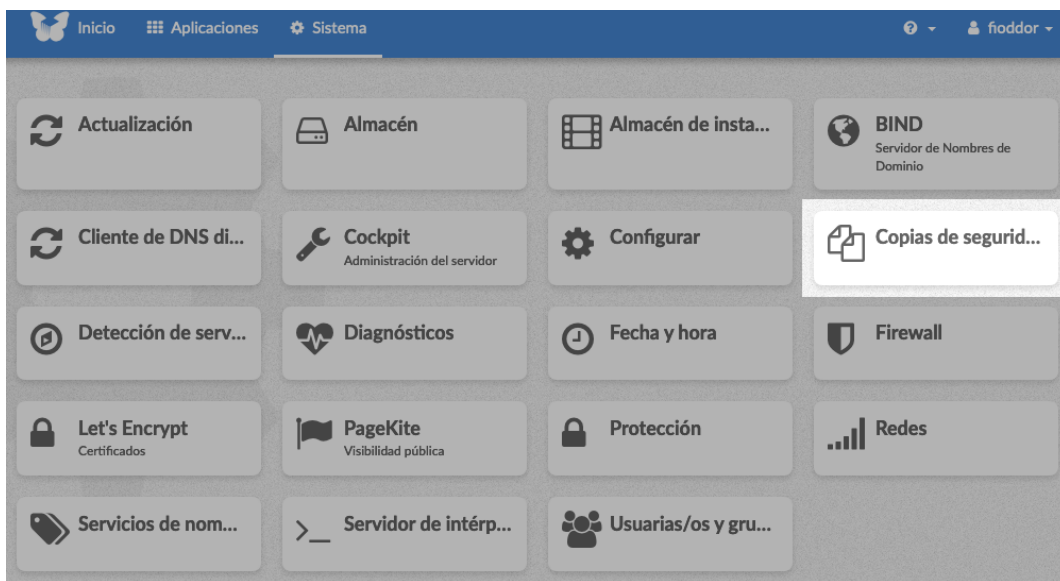 Inicio Aplicaciones Sistema fioddor
Actualización
Almacén
Almacén de insta...
BIND
Servidor de Nombres de
Dominio
Cliente de DNS di...
Cockpit
Administración del servidor
Configurar
Copias de segurid...
Detección de serv...
Diagnósticos
Fecha y hora
Firewall
Let's Encrypt
Certificados
PageKite
Visibilidad pública
Protección
Redes
Servicios de nom...
Servidor de intérp...
Usuarias/os y gru...